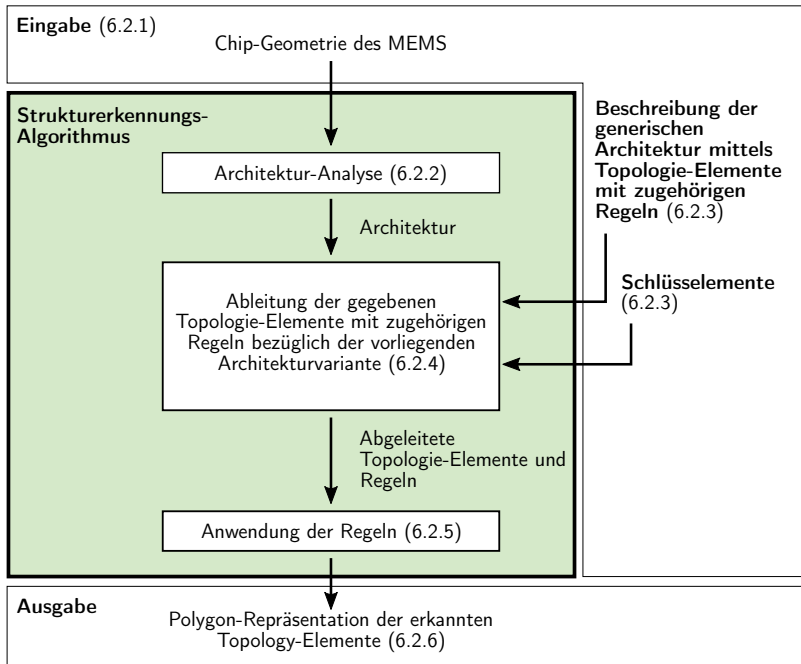 Eingabe (6.2.1)
Chip-Geometrie des MEMS
Strukturerkennungs-
Algorithmus
Architektur-Analyse (6.2.2)
Architektur
Beschreibung der
generischen
Architektur mittels
Topologie-Elemente
mit zugehörigen
Regeln (6.2.3)
Schlüsselemente
(6.2.3)
Ableitung der gegebenen
Topologie-Elemente mit zugehörigen
Regeln bezüglich der vorliegenden
Architekturvariante (6.2.4)
Abgeleitete
Topologie-Elemente und
Regeln
Anwendung der Regeln (6.2.5)
Ausgabe
Polygon-Repräsentation der erkannten
Topology-Elemente (6.2.6)